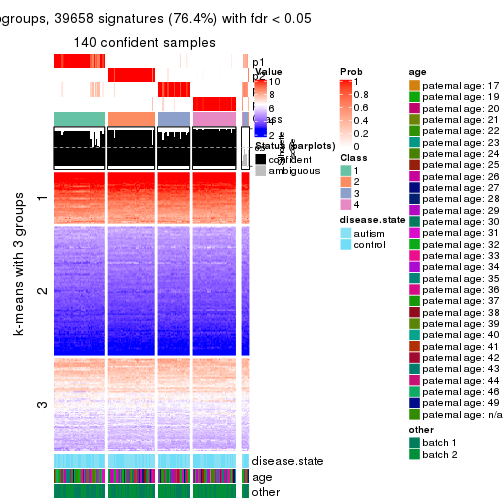 ogroups, 39658 signatures (76.4%) with fdr < 0.05
140 confident samples
k-means with 3 groups
1
2
3
p1
p2
Value
10
8
6
4
2
Status (barplots)
confident
ambiguous
Prob
1
0.8
0.6
0.4
0.2
0
Class
1
2
3
4
disease.state
autism
control
age
paternal age: 17
paternal age: 19
paternal age: 20
paternal age: 21
paternal age: 22
paternal age: 23
paternal age: 24
paternal age: 25
paternal age: 26
paternal age: 27
paternal age: 28
paternal age: 29
paternal age: 30
paternal age: 31
paternal age: 32
paternal age: 33
paternal age: 34
paternal age: 35
paternal age: 36
paternal age: 37
paternal age: 38
paternal age: 39
paternal age: 40
paternal age: 41
paternal age: 42
paternal age: 43
paternal age: 44
paternal age: 46
paternal age: 49
paternal age: n/a
other
batch 1
batch 2
disease.state
age
other